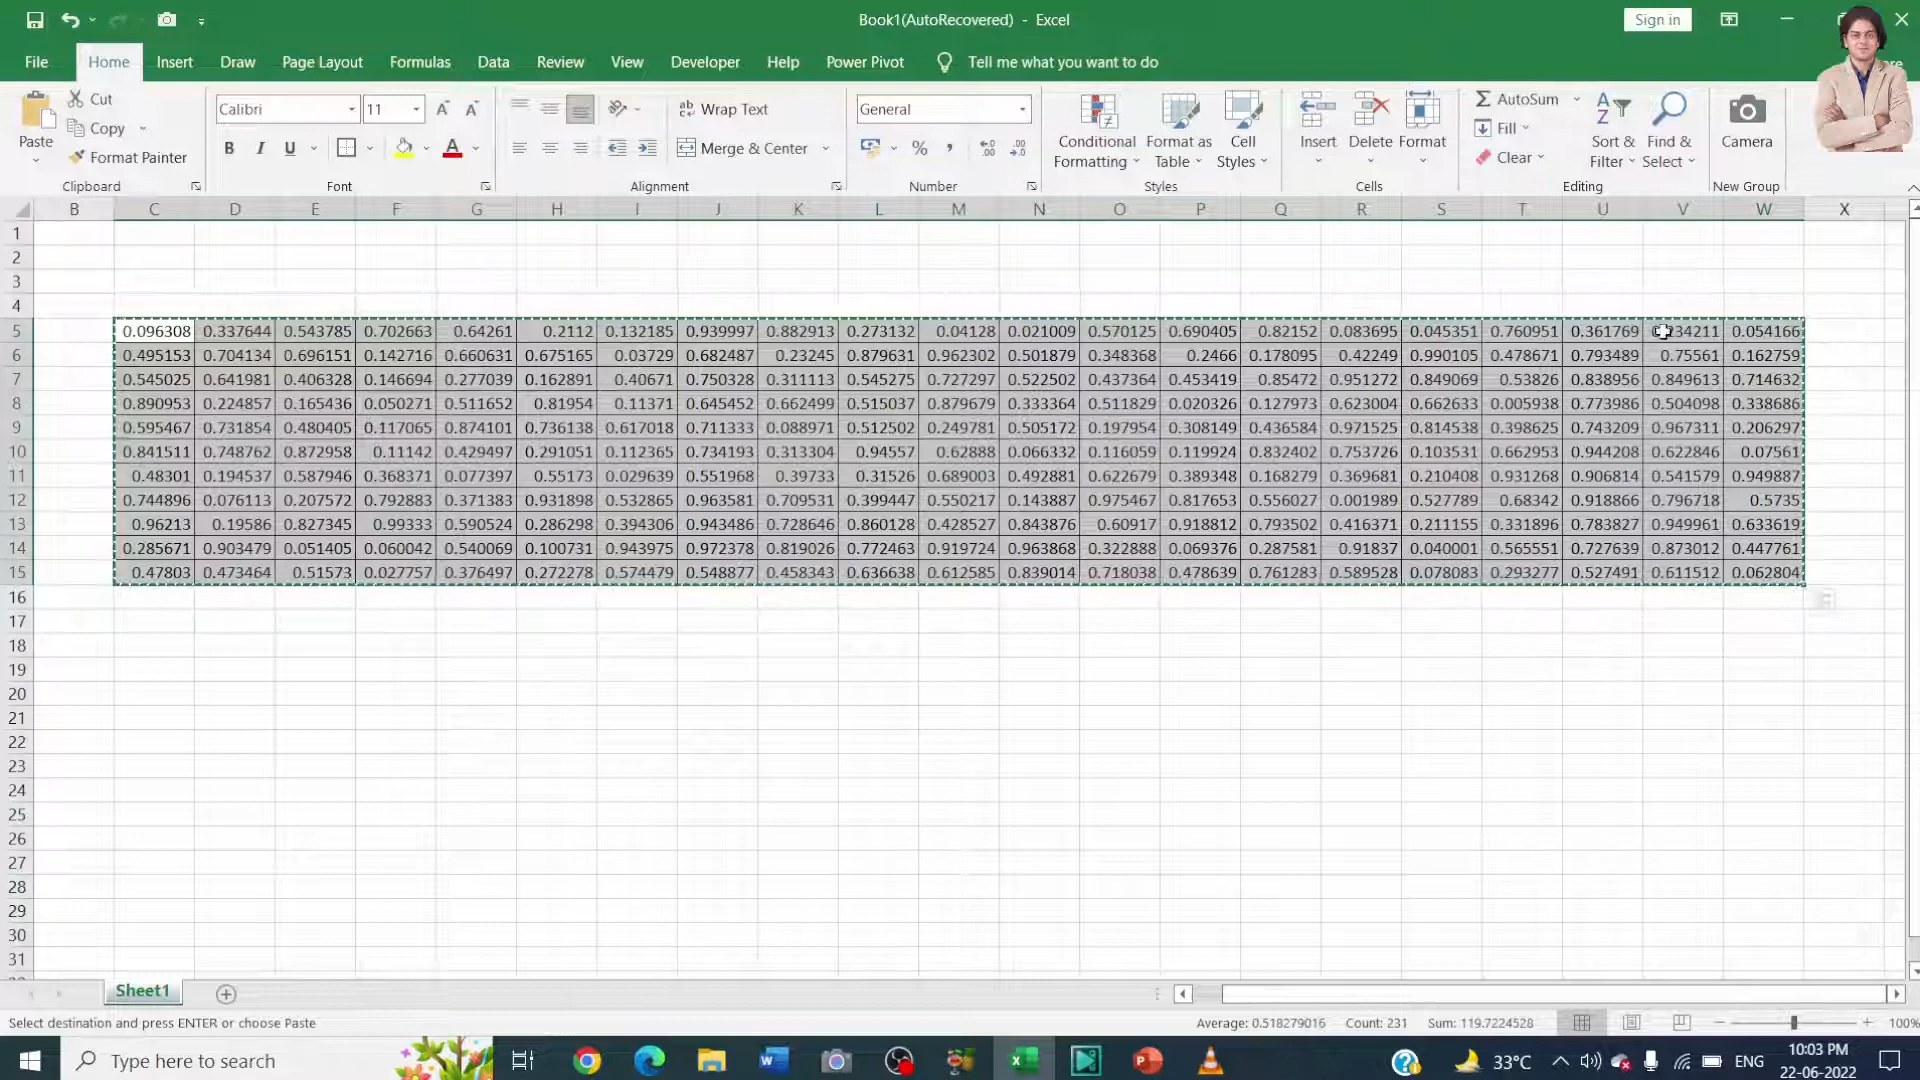 Book1(AutoRecovered) - Excel
Sign in
File Home Insert Draw Page Layout Formulas Data Review View Developer Help Power Pivot Tell me what you want to do
Paste
Cut
Copy
Format Painter
Clipboard
Calibri 11
B I U
Font
Wrap Text
Merge & Center
Alignment
General
Number
Conditional Formatting
Format as Table
Cell Styles
Styles
Insert Delete Format
Cells
AutoSum
Fill
Clear
Sort & Filter
Find & Select
Editing
Camera
New Group
B C D E F G H I J K L M N O P Q R S T U V W X
1
2
3
4
5 0.096308 0.337644 0.543785 0.702663 0.64261 0.2112 0.132185 0.939997 0.882913 0.273132 0.04128 0.021009 0.570125 0.690405 0.82152 0.083695 0.045351 0.760951 0.361769 0.054166
6 0.495153 0.704134 0.696151 0.142716 0.660631 0.675165 0.03729 0.682487 0.23245 0.879631 0.962302 0.501879 0.348368 0.2466 0.178095 0.42249 0.990105 0.478671 0.793489 0.75561 0.162759
7 0.545025 0.641981 0.406328 0.146694 0.277039 0.162891 0.40671 0.750328 0.311113 0.545275 0.727297 0.522502 0.437364 0.453419 0.85472 0.951272 0.849069 0.53826 0.838956 0.849613 0.714632
8 0.890953 0.224857 0.165436 0.050271 0.511652 0.81954 0.11371 0.645452 0.662499 0.515037 0.879679 0.333364 0.511829 0.020326 0.127973 0.623004 0.662633 0.005938 0.773986 0.504098 0.338686
9 0.595467 0.731854 0.480405 0.117065 0.874101 0.736138 0.617018 0.711333 0.088971 0.512502 0.249781 0.505172 0.197954 0.308149 0.436584 0.971525 0.814538 0.398625 0.743209 0.967311 0.206297
10 0.841511 0.748762 0.872958 0.11142 0.429497 0.291051 0.112365 0.734193 0.313304 0.94557 0.62888 0.066332 0.116059 0.119924 0.832402 0.753726 0.103531 0.662953 0.944208 0.622846 0.07561
11 0.48301 0.194537 0.587946 0.368371 0.077397 0.55173 0.029639 0.551968 0.39733 0.31526 0.689003 0.492881 0.622679 0.389348 0.168279 0.369681 0.210408 0.931268 0.906814 0.541579 0.949887
12 0.744896 0.076113 0.207572 0.792883 0.371383 0.931898 0.532865 0.963581 0.709531 0.399447 0.550217 0.143887 0.975467 0.817653 0.556027 0.001989 0.527789 0.68342 0.918866 0.796718 0.5735
13 0.96213 0.19586 0.827345 0.99333 0.590524 0.286298 0.394306 0.943486 0.728646 0.860128 0.428527 0.843876 0.60917 0.918812 0.793502 0.416371 0.211155 0.331896 0.783827 0.949961 0.633619
14 0.285671 0.903479 0.051405 0.060042 0.540069 0.100731 0.943975 0.972378 0.819026 0.772463 0.919724 0.963868 0.322888 0.069376 0.287581 0.91837 0.040001 0.565551 0.727639 0.873012 0.447761
15 0.47803 0.473464 0.51573 0.027757 0.376497 0.272278 0.574479 0.548877 0.458343 0.636638 0.612585 0.839014 0.718038 0.478639 0.761283 0.589528 0.078083 0.293277 0.527491 0.611512 0.062804
16
17
18
19
20
21
22
23
24
25
26
27
28
29
30
31
Sheet1
Select destination and press ENTER or choose Paste Average: 0.518279016 Count: 231 Sum: 119.7224528 100%
Type here to search
33°C
ENG
10:03 PM
22-06-2022